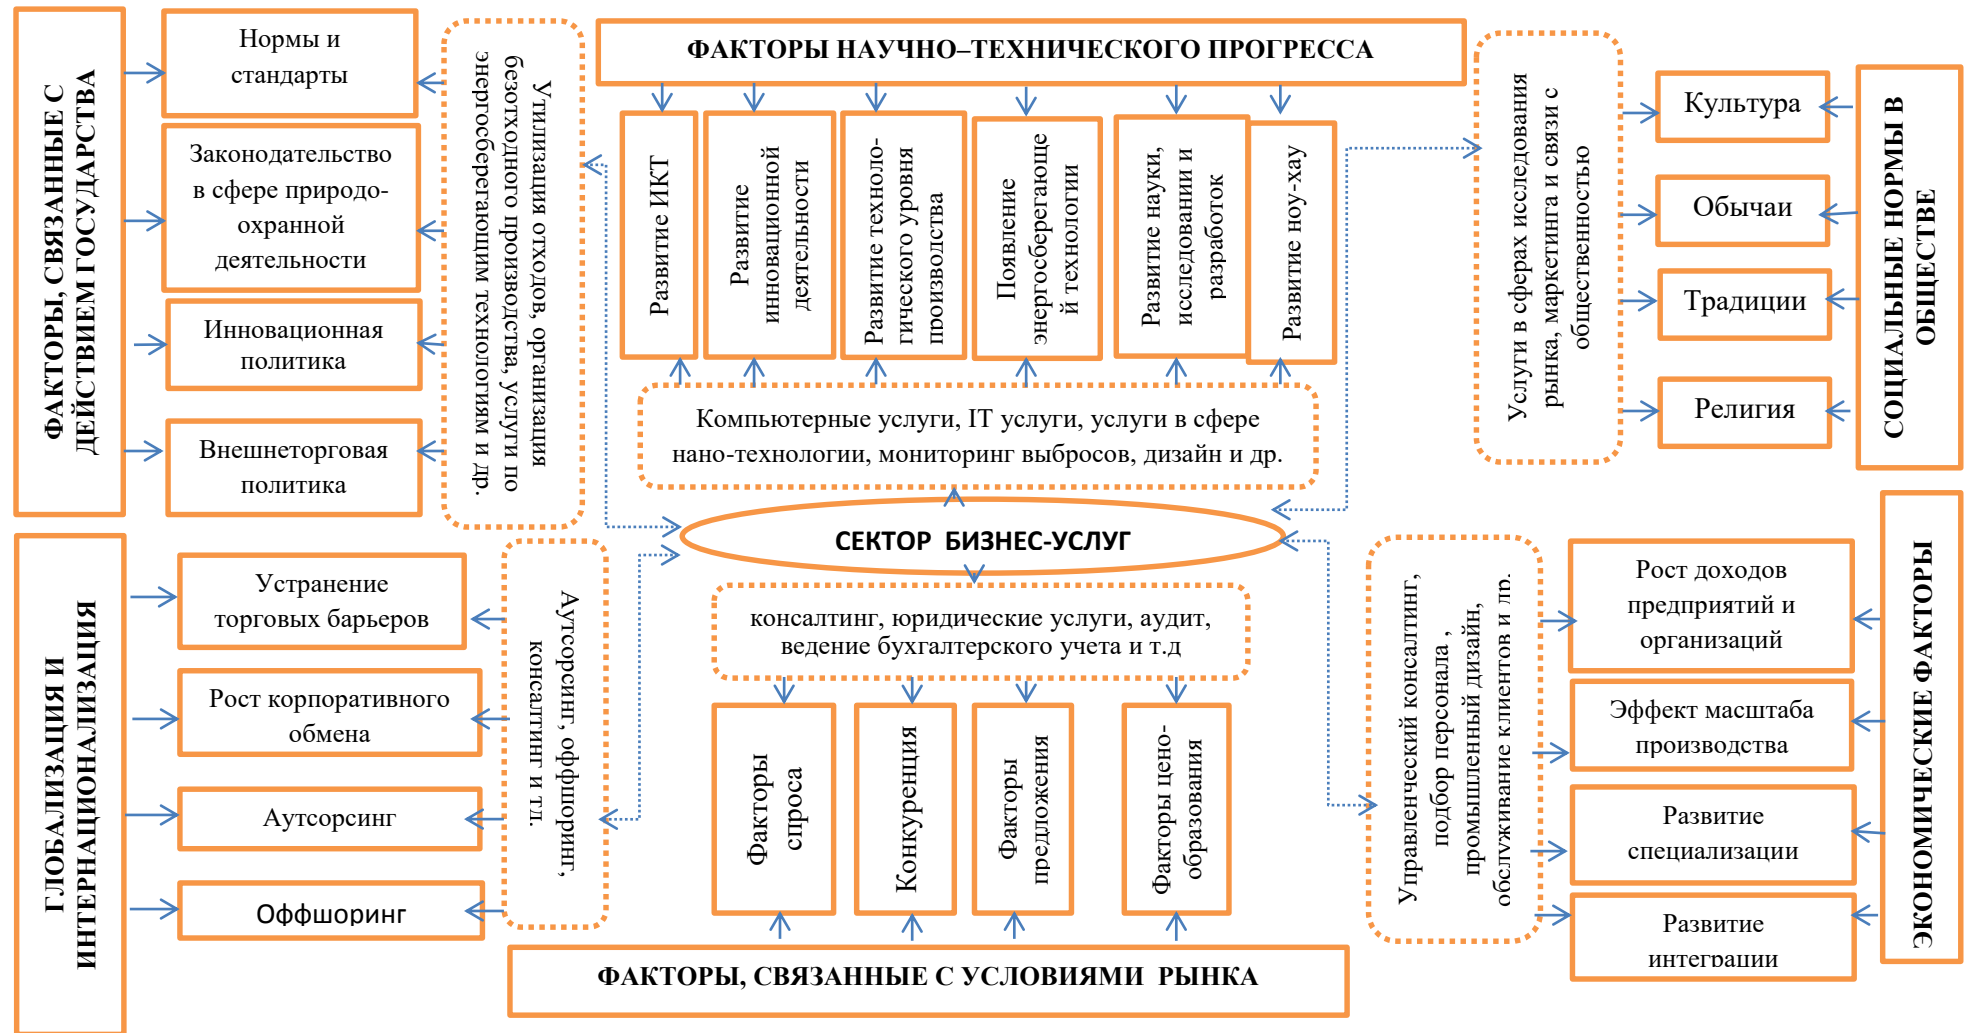 ФАКТОРЫ, СВЯЗАННЫЕ С
ДЕЙСТВИЕМ ГОСУДАРСТВА
Нормы и
стандарты
Законодательство
в сфере природо-
охранной
деятельности
Инновационная
политика
Внешнеторговая
политика
Утилизация отходов, организация
безотходного производства, услуги по
энергосберегающим технологиям и др.
ФАКТОРЫ НАУЧНО–ТЕХНИЧЕСКОГО ПРОГРЕССА
Развитие ИКТ
Развитие
инновационной
деятельности
Развитие техноло-
гического уровня
производства
Появление
энергосберегающе
й технологии
Развитие науки,
исследовании и
разработок
Развитие ноу-хау
Компьютерные услуги, IT услуги, услуги в сфере
нано-технологии, мониторинг выбросов, дизайн и др.
Услуги в сферах исследования
рынка, маркетинга и связи с
общественностью
Культура
Обычаи
Традиции
Религия
СОЦИАЛЬНЫЕ НОРМЫ В
ОБЩЕСТВЕ
СЕКТОР БИЗНЕС-УСЛУГ
ГЛОБАЛИЗАЦИЯ И
ИНТЕРНАЦИОНАЛИЗАЦИЯ
Устранение
торговых барьеров
Рост корпоративного
обмена
Аутсорсинг
Оффшоринг
Аутсорсинг, оффшоринг,
консалтинг и т.п.
консалтинг, юридические услуги, аудит,
ведение бухгалтерского учета и т.д
Факторы
спроса
Конкуренция
Факторы
предложения
Факторы цено-
образования
ФАКТОРЫ, СВЯЗАННЫЕ С УСЛОВИЯМИ РЫНКА
Управленческий консалтинг,
подбор персонала ,
промышленный дизайн,
обслуживание клиентов и др.
Рост доходов
предприятий и
организаций
Эффект масштаба
производства
Развитие
специализации
Развитие
интеграции
ЭКОНОМИЧЕСКИЕ ФАКТОРЫ